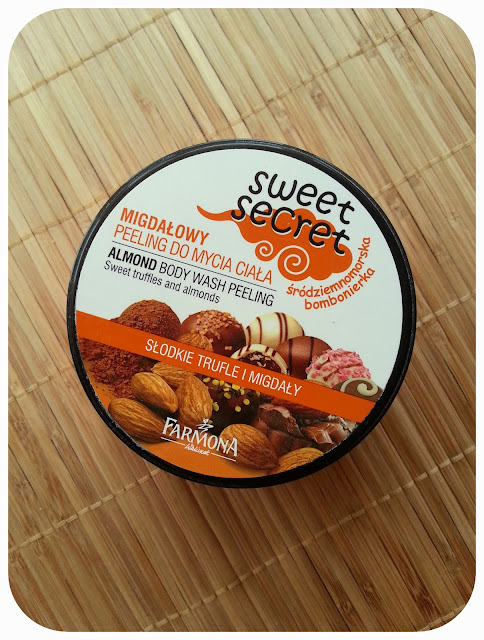 sweet
secret
śródziemnomorska
bombonierka
MIGDAŁOWY
PEELING DO MYCIA CIAŁA
ALMOND BODY WASH PEELING
Sweet truffles and almonds
SŁODKIE TRUFLE I MIGDAŁY
FARMONA